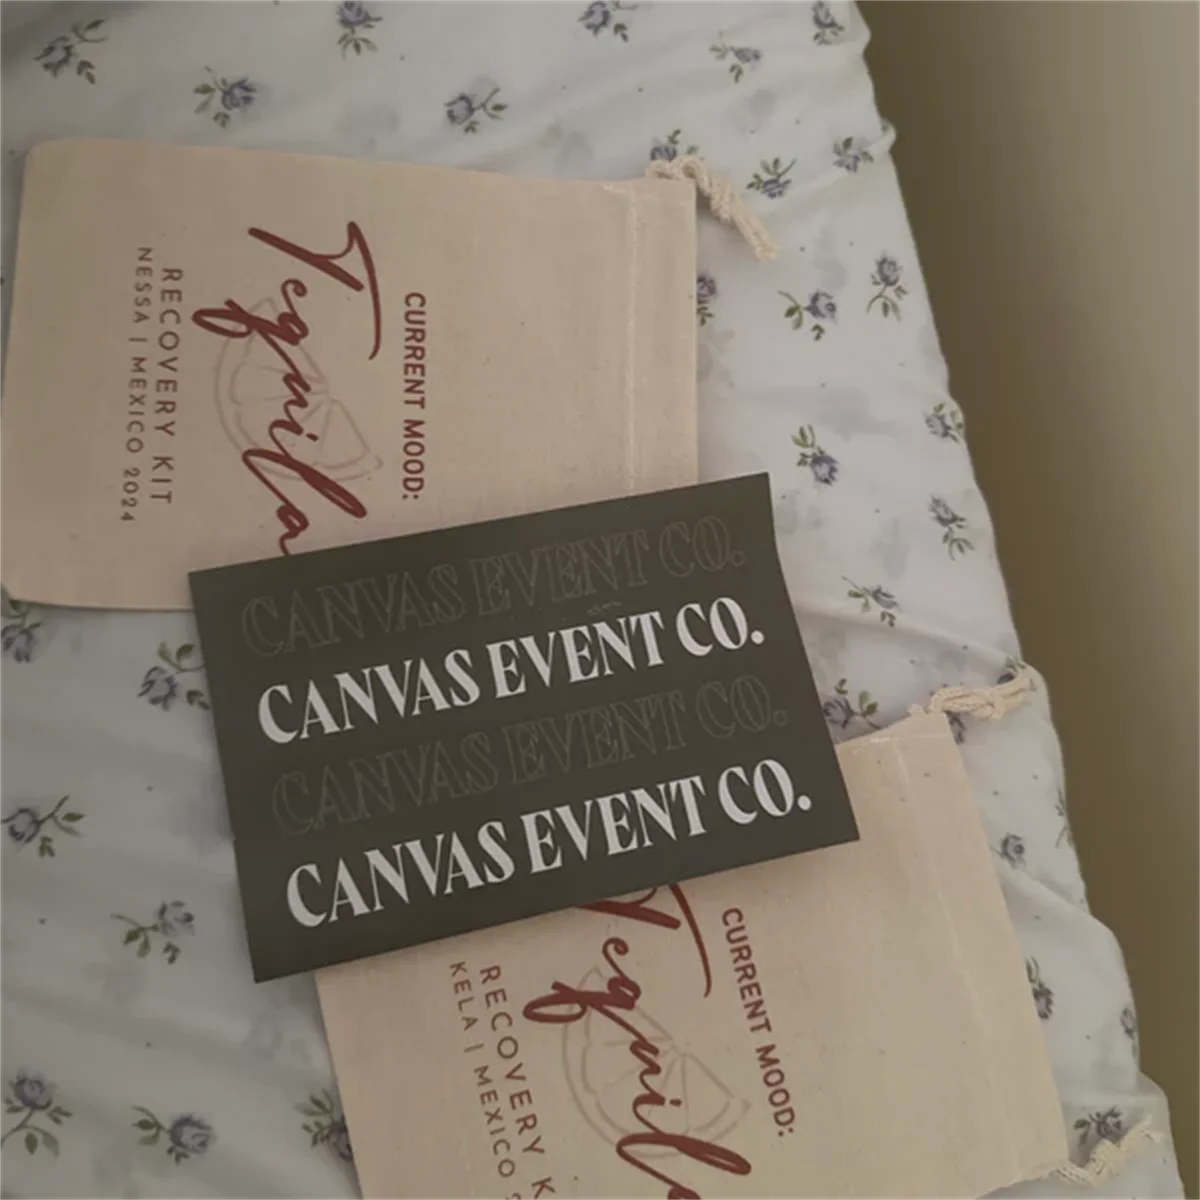 CURRENT MOOD:
Tequila
RECOVERY KIT
NESSA | MEXICO 2024
CANVAS EVENT CO.
CANVAS EVENT CO.
CANVAS EVENT CO.
CANVAS EVENT CO.
CURRENT MOOD:
Tequil
RECOVERY K
KELA | MEXICO